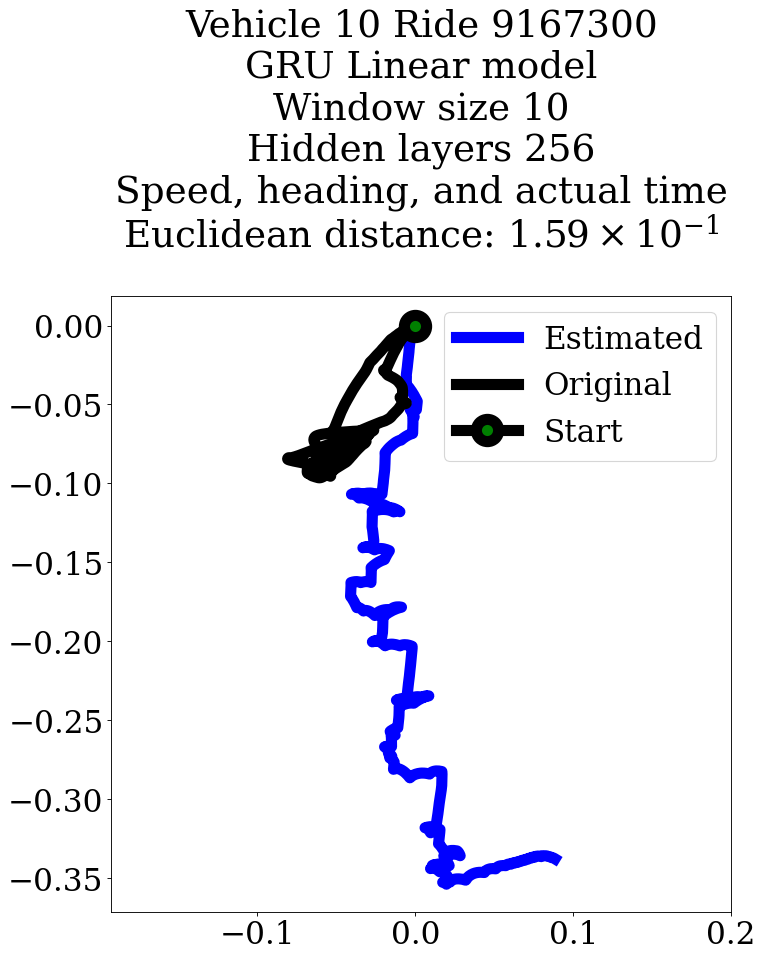 Vehicle 10 Ride 9167300
GRU Linear model
Window size 10
Hidden layers 256
Speed, heading, and actual time
Euclidean distance: 1.59 × 10⁻¹
Estimated
Original
Start
0.00
−0.05
−0.10
−0.15
−0.20
−0.25
−0.30
−0.35
−0.1
0.0
0.1
0.2